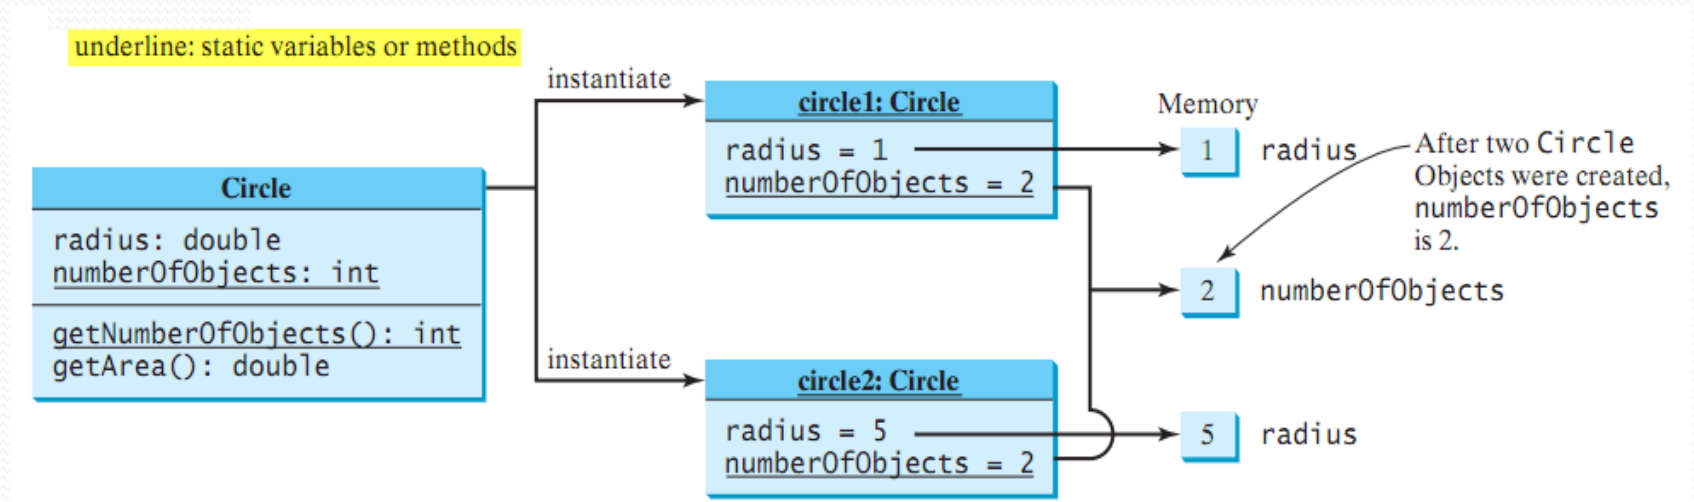 underline: static variables or methods
instantiate
circle1: Circle
radius = 1
numberOfObjects = 2
Memory
1 radius
After two Circle
Objects were created,
numberOfObjects
is 2.
Circle
radius: double
numberOfObjects: int
getNumberOfObjects(): int
getArea(): double
2 numberOfObjects
instantiate
circle2: Circle
radius = 5
numberOfObjects = 2
5 radius